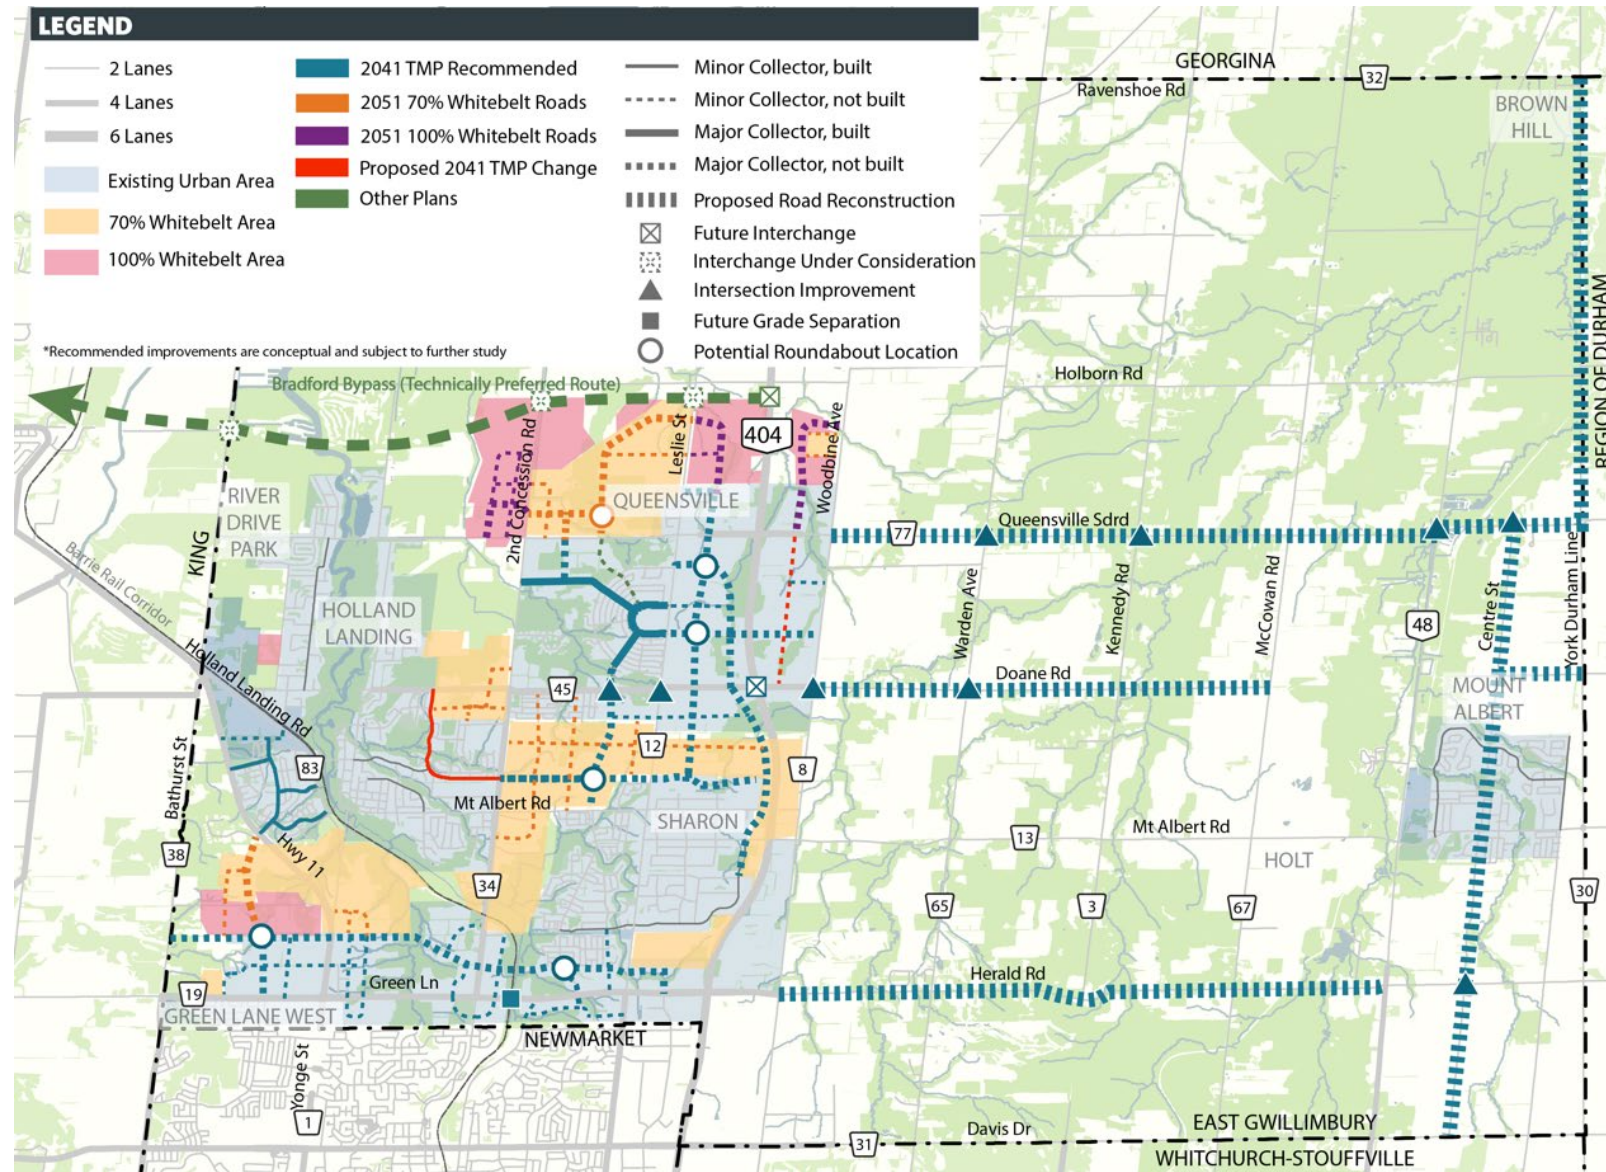 LEGEND
2 Lanes
4 Lanes
6 Lanes
Existing Urban Area
70% Whitebelt Area
100% Whitebelt Area
2041 TMP Recommended
2051 70% Whitebelt Roads
2051 100% Whitebelt Roads
Proposed 2041 TMP Change
Other Plans
Minor Collector, built
Minor Collector, not built
Major Collector, built
Major Collector, not built
Proposed Road Reconstruction
Future Interchange
Interchange Under Consideration
Intersection Improvement
Future Grade Separation
Potential Roundabout Location
*Recommended improvements are conceptual and subject to further study
GEORGINA
32
Ravenshoe Rd
BROWN
HILL
REGION OF DURHAM
Holborn Rd
Bradford Bypass (Technically Preferred Route)
404
Leslie St
2nd Concession Rd
Woodbine Ave
QUEENSVILLE
RIVER
DRIVE
PARK
KING
Barrie Rail Corridor
77
Queensville Sdrd
Warden Ave
Kennedy Rd
McCowan Rd
Centre St
York Durham Line
HOLLAND
LANDING
48
Holland Landing Rd
45
Doane Rd
MOUNT
ALBERT
12
8
83
Bathurst St
Mt Albert Rd
SHARON
13
Mt Albert Rd
HOLT
38
Hwy 11
34
65
3
67
30
Green Ln
Herald Rd
19
GREEN LANE WEST
NEWMARKET
Yonge St
1
31
Davis Dr
EAST GWILLIMBURY
WHITCHURCH-STOUFFVILLE